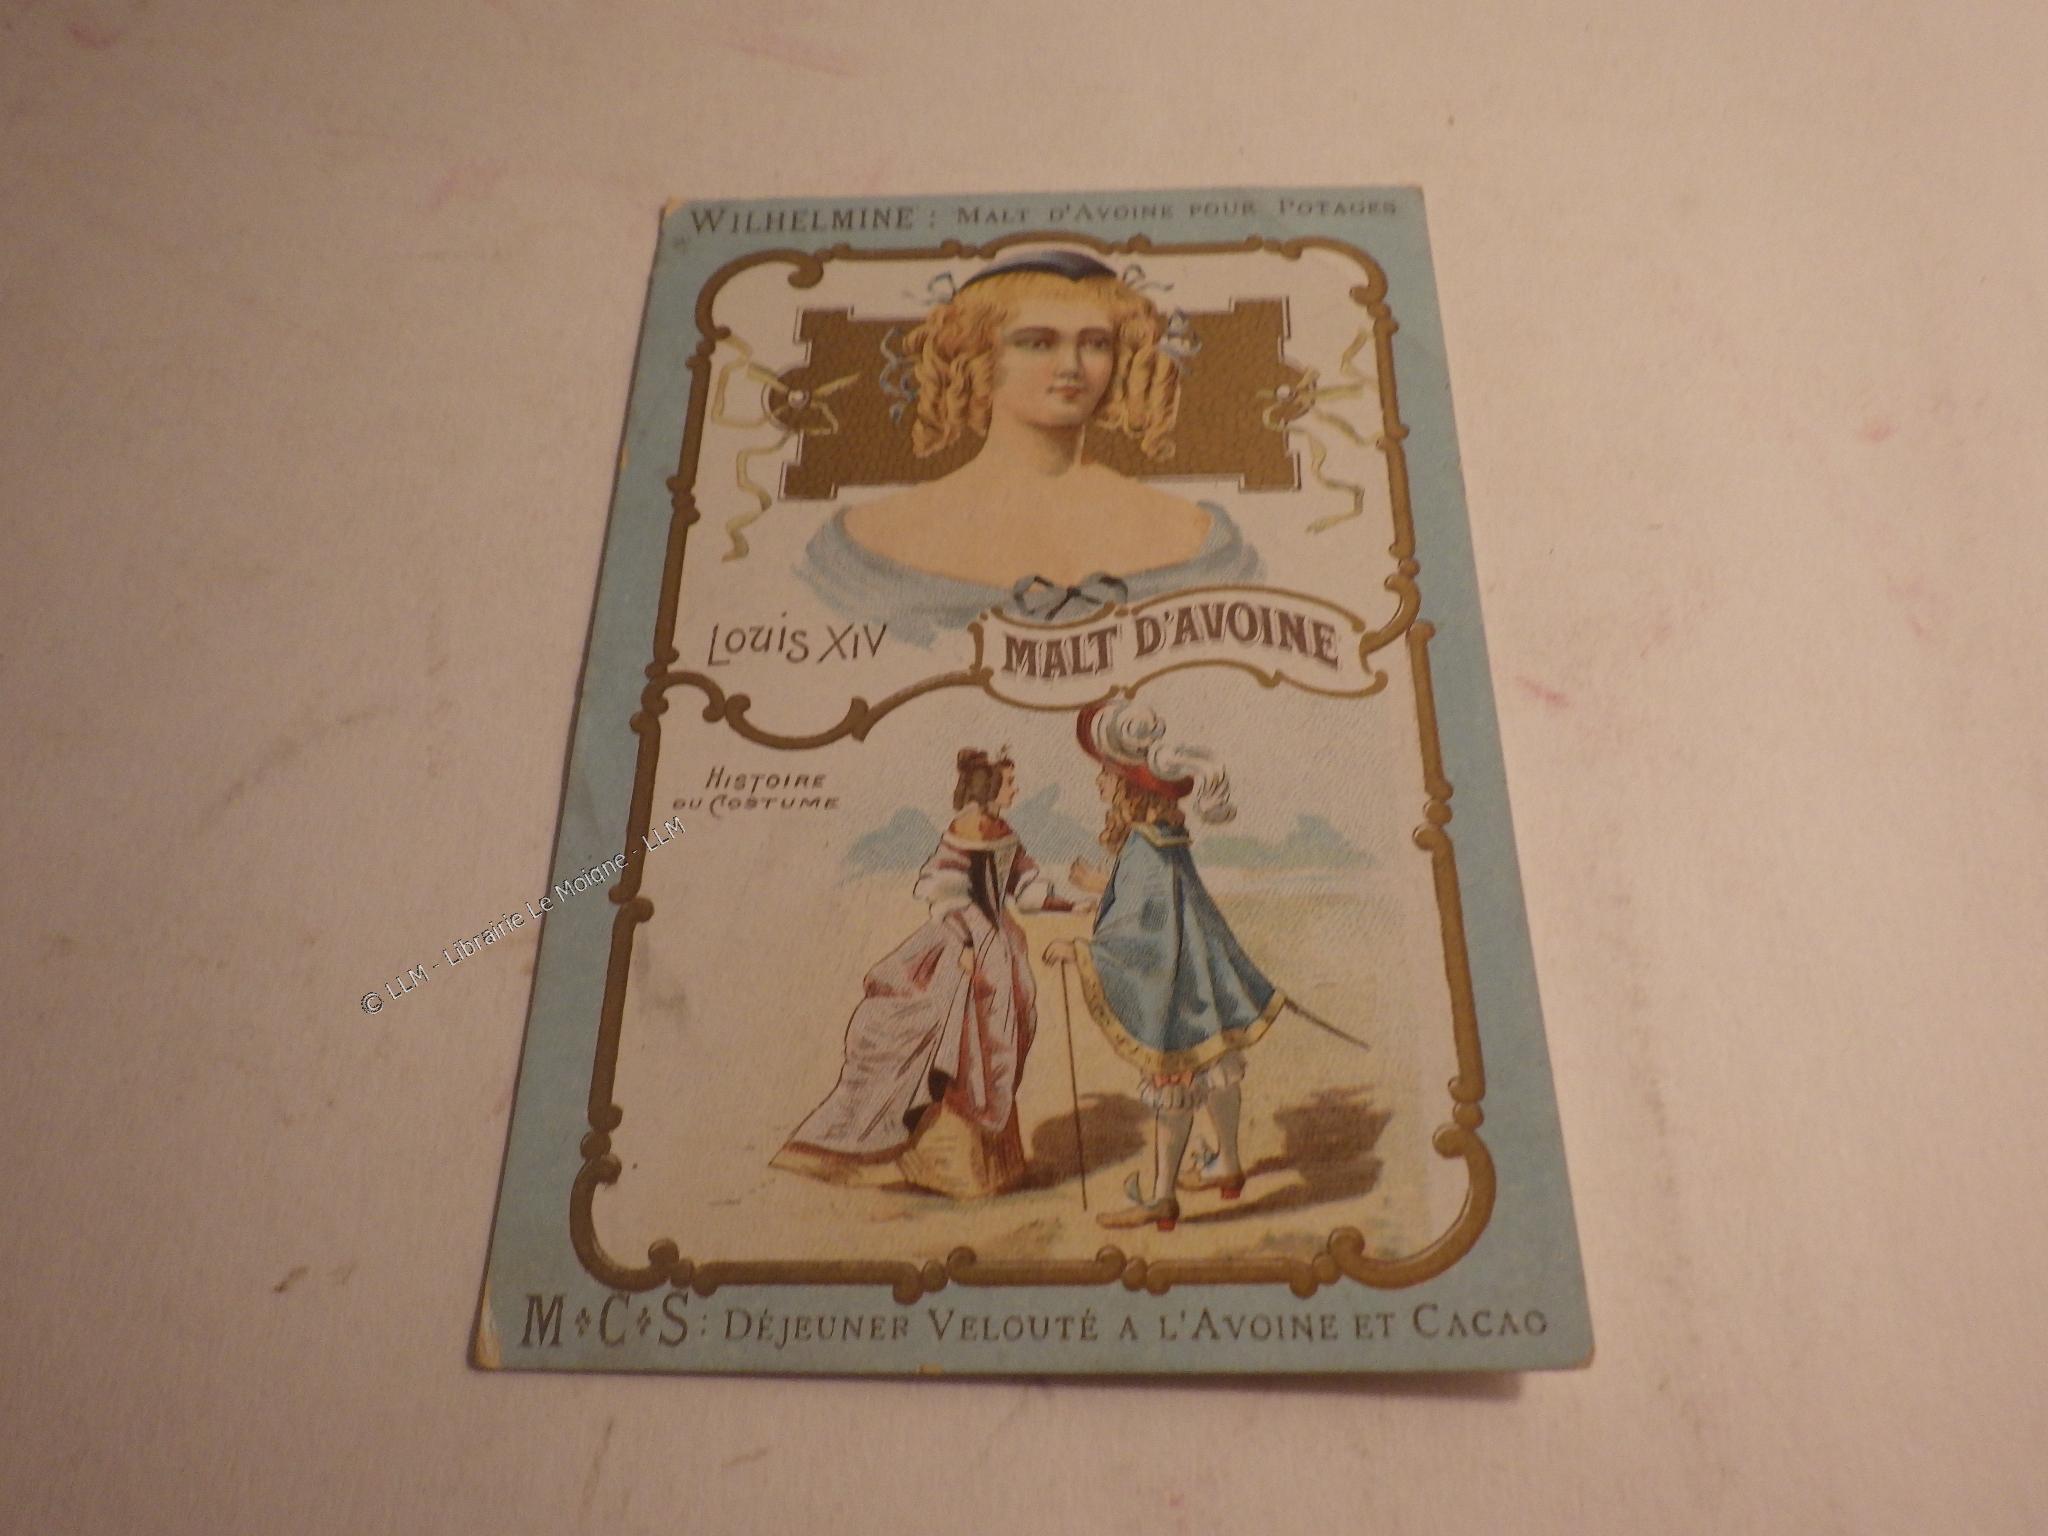 WILHELMINE : MALT D'AVOINE POUR POTAGES
LOUIS XIV
MALT D'AVOINE
HISTOIRE
DU COSTUME
© LLM - Librairie Le Moigne - LLM
M C S : DÉJEUNER VELOUTÉ A L'AVOINE ET CACAO